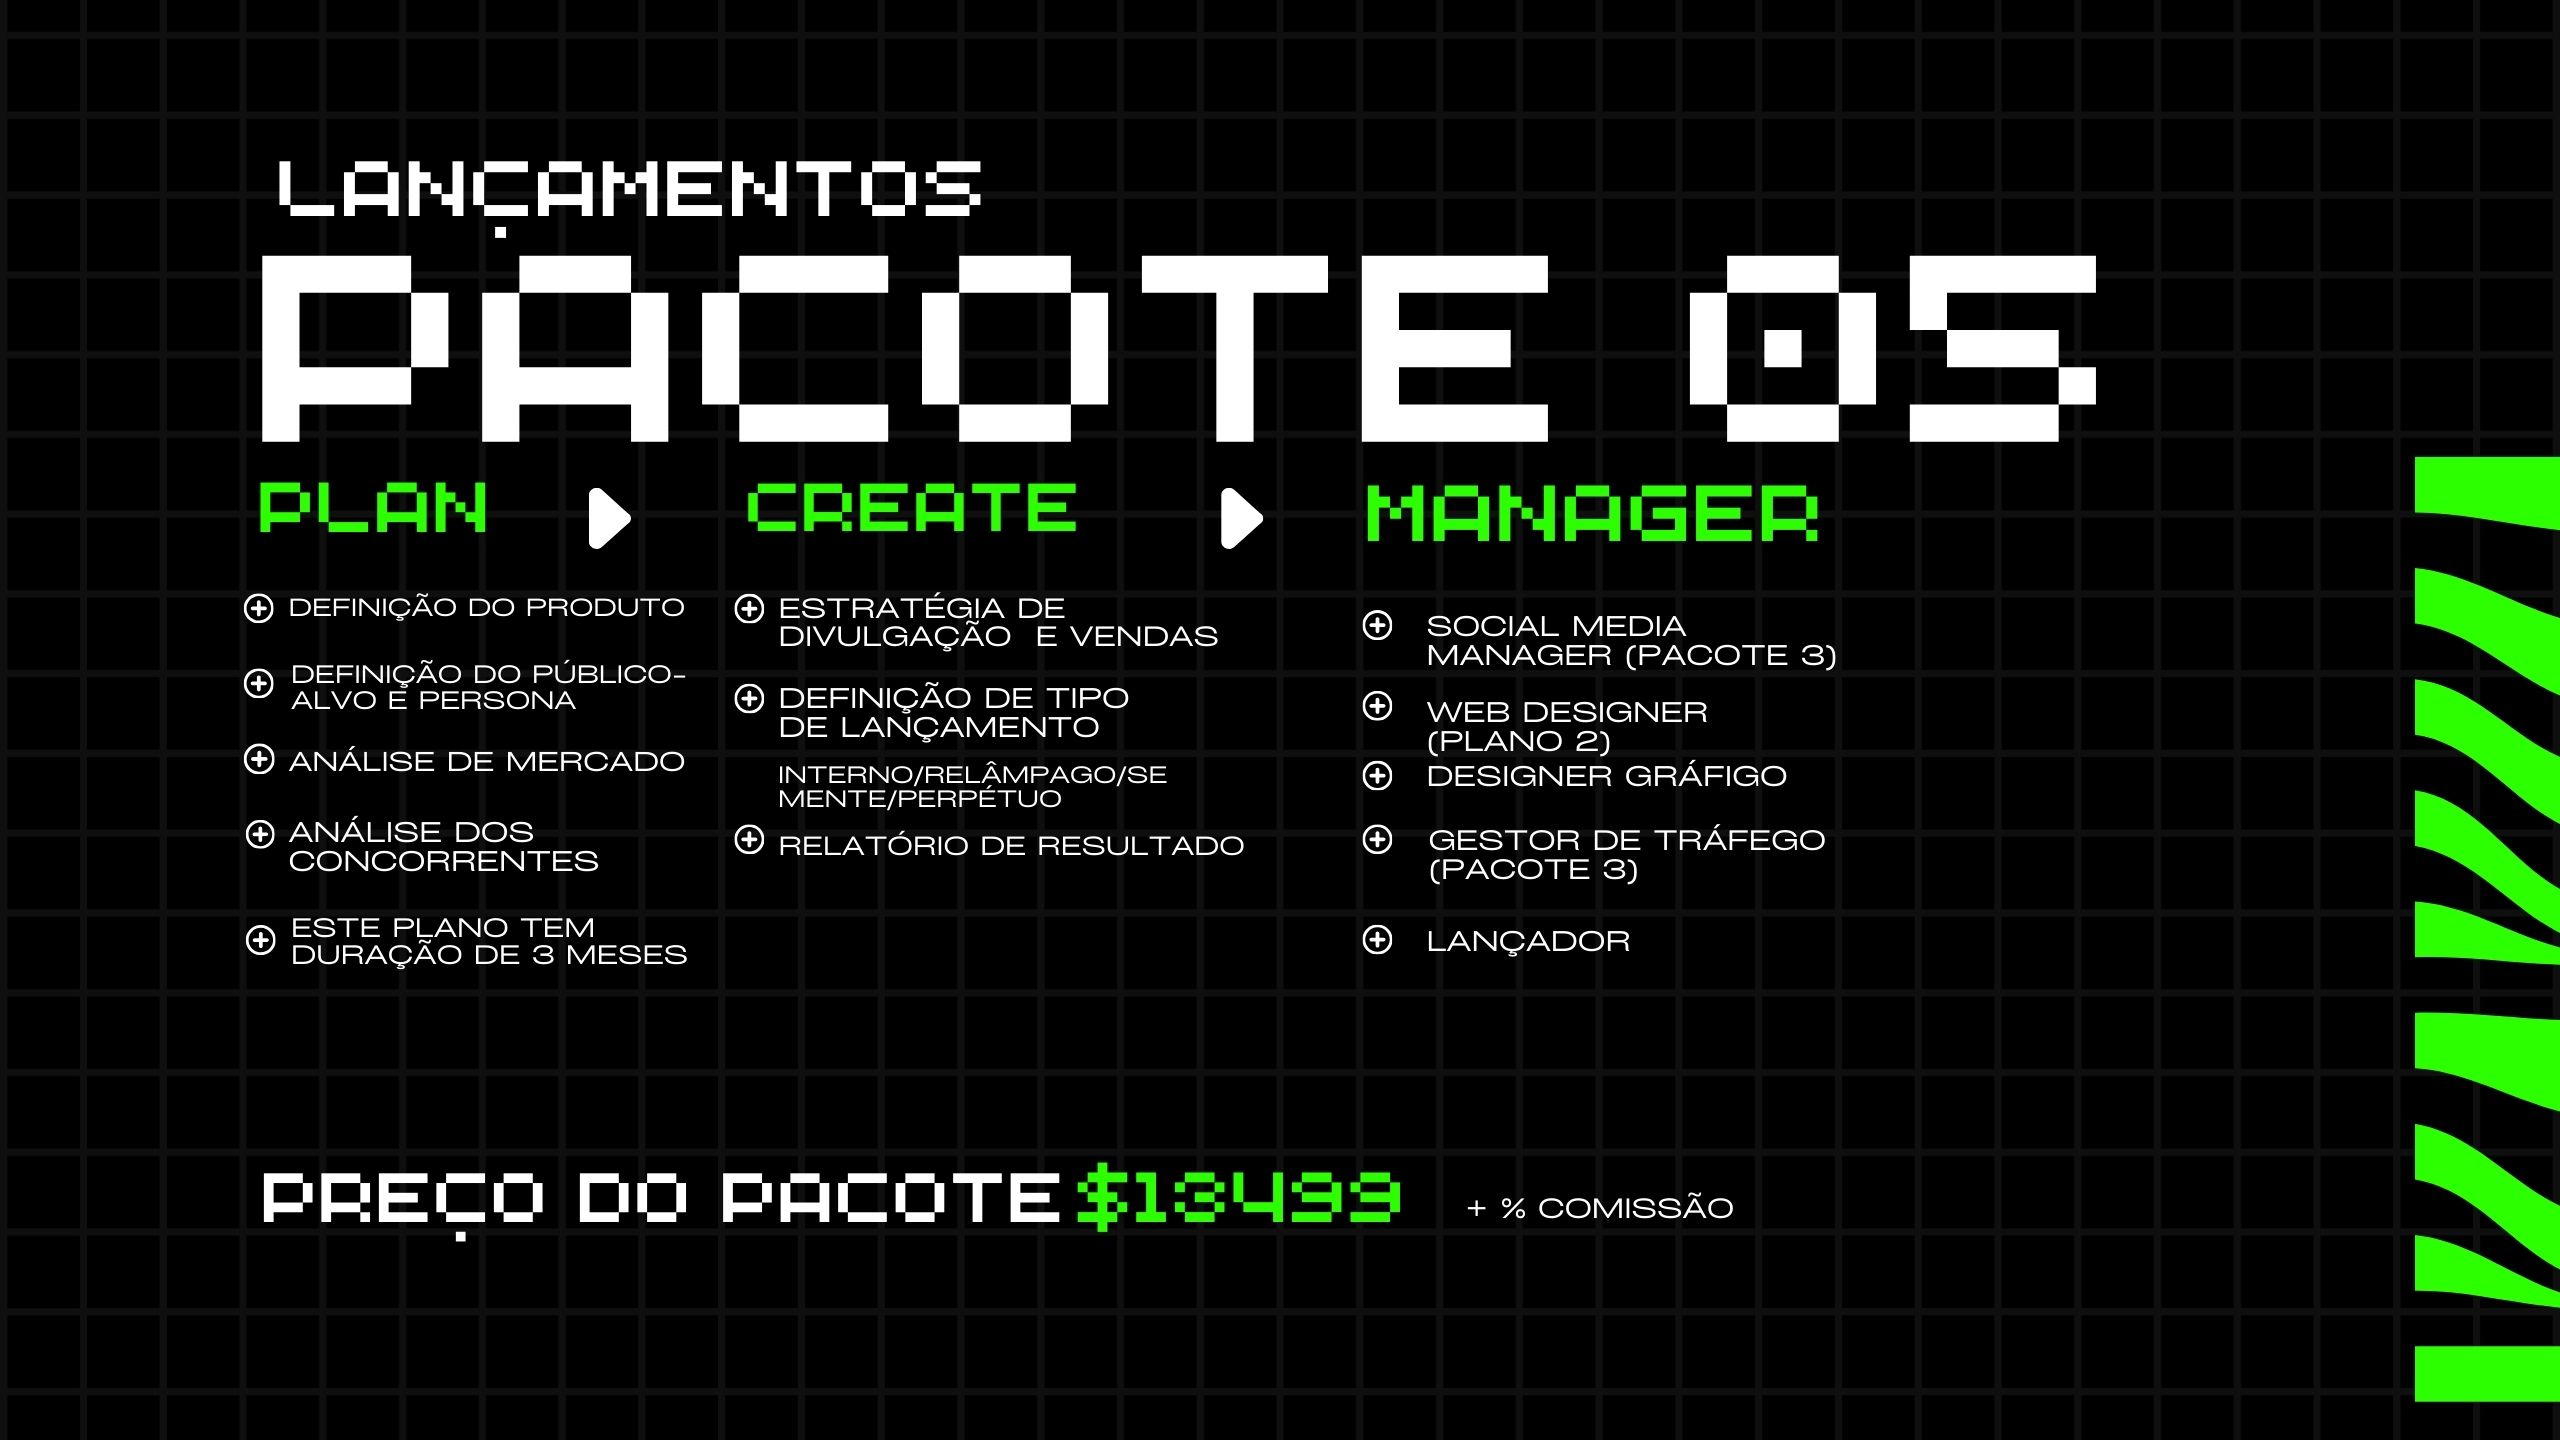 LANÇAMENTOS
PACOTE 05
PLAN
DEFINIÇÃO DO PRODUTO
DEFINIÇÃO DO PÚBLICO-
ALVO E PERSONA
ANÁLISE DE MERCADO
ANÁLISE DOS
CONCORRENTES
ESTE PLANO TEM
DURAÇÃO DE 3 MESES
CREATE
ESTRATÉGIA DE
DIVULGAÇÃO E VENDAS
DEFINIÇÃO DE TIPO
DE LANÇAMENTO
INTERNO/RELÂMPAGO/SE
MENTE/PERPÉTUO
RELATÓRIO DE RESULTADO
MANAGER
SOCIAL MEDIA
MANAGER (PACOTE 3)
WEB DESIGNER
(PLANO 2)
DESIGNER GRÁFIGO
GESTOR DE TRÁFEGO
(PACOTE 3)
LANÇADOR
PREÇO DO PACOTE $13499 + % COMISSÃO